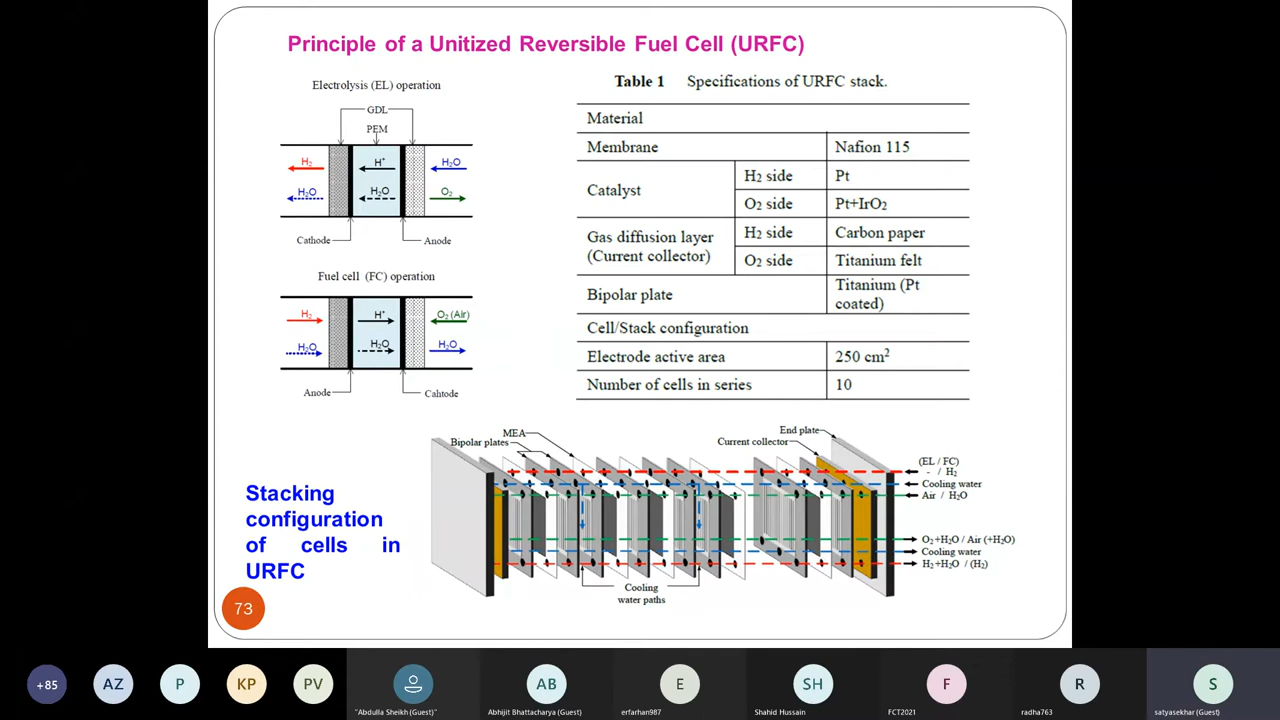 Principle of a Unitized Reversible Fuel Cell (URFC)
Electrolysis (EL) operation
GDL
PEM
H₂
H⁺
H₂O
H₂O
H₂O
O₂
Cathode
Anode
Fuel cell (FC) operation
H₂
H⁺
O₂ (Air)
H₂O
H₂O
H₂O
Anode
Cahtode
Table 1 Specifications of URFC stack.
Material
Membrane Nafion 115
Catalyst
H₂ side Pt
O₂ side Pt+IrO₂
Gas diffusion layer
(Current collector)
H₂ side Carbon paper
O₂ side Titanium felt
Bipolar plate
Titanium (Pt
coated)
Cell/Stack configuration
Electrode active area 250 cm²
Number of cells in series 10
Stacking
configuration
of cells in
URFC
MEA
Bipolar plates
End plate
Current collector
(EL / FC)
- / H₂
Cooling water
Air / H₂O
O₂+H₂O / Air (+H₂O)
Cooling water
H₂+H₂O / (H₂)
Cooling
water paths
73
+85
AZ
P
KP
PV
"Abdulla Sheikh (Guest)"
AB
Abhijit Bhattacharya (Guest)
E
erfarhan987
SH
Shahid Hussain
F
FCT2021
R
radha763
S
satyasekhar (Guest)